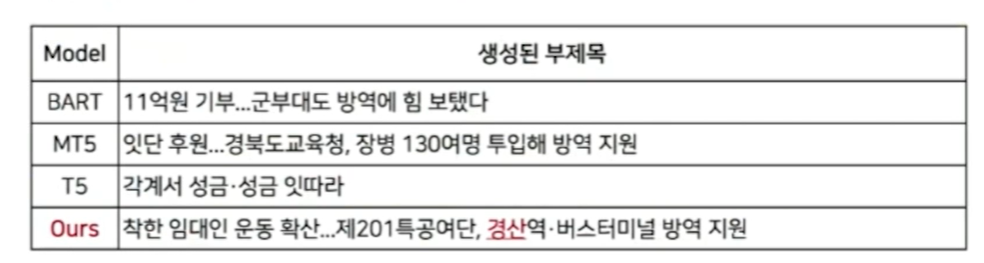 Model 생성된 부제목
BART 11억원 기부...군부대도 방역에 힘 보탰다
MT5 잇단 후원...경북도교육청, 장병 130여명 투입해 방역 지원
T5 각계서 성금·성금 잇따라
Ours 착한 임대인 운동 확산...제201특공여단, 경산역·버스터미널 방역 지원